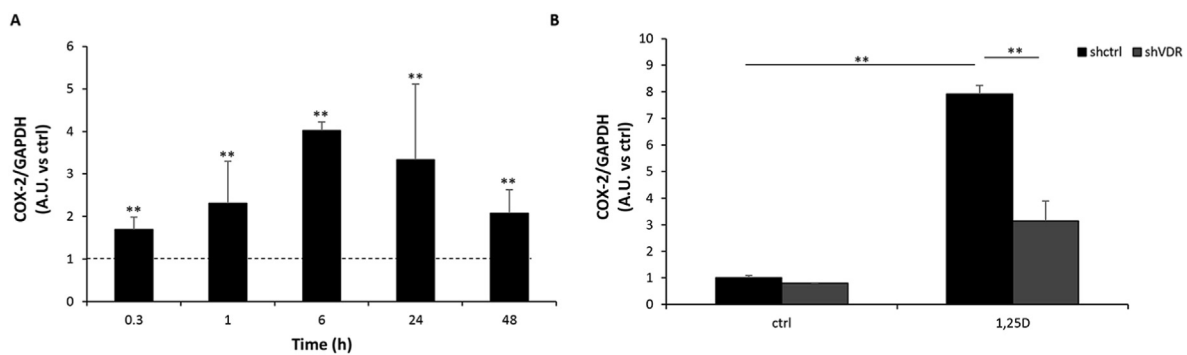 A
COX-2/GAPDH
(A.U. vs ctrl)
6
5
4
3
2
1
0
**
**
**
**
**
0.3 1 6 24 48
Time (h)
B
COX-2/GAPDH
(A.U. vs ctrl)
10
9
8
7
6
5
4
3
2
1
0
**
**
shctrl shVDR
ctrl 1,25D